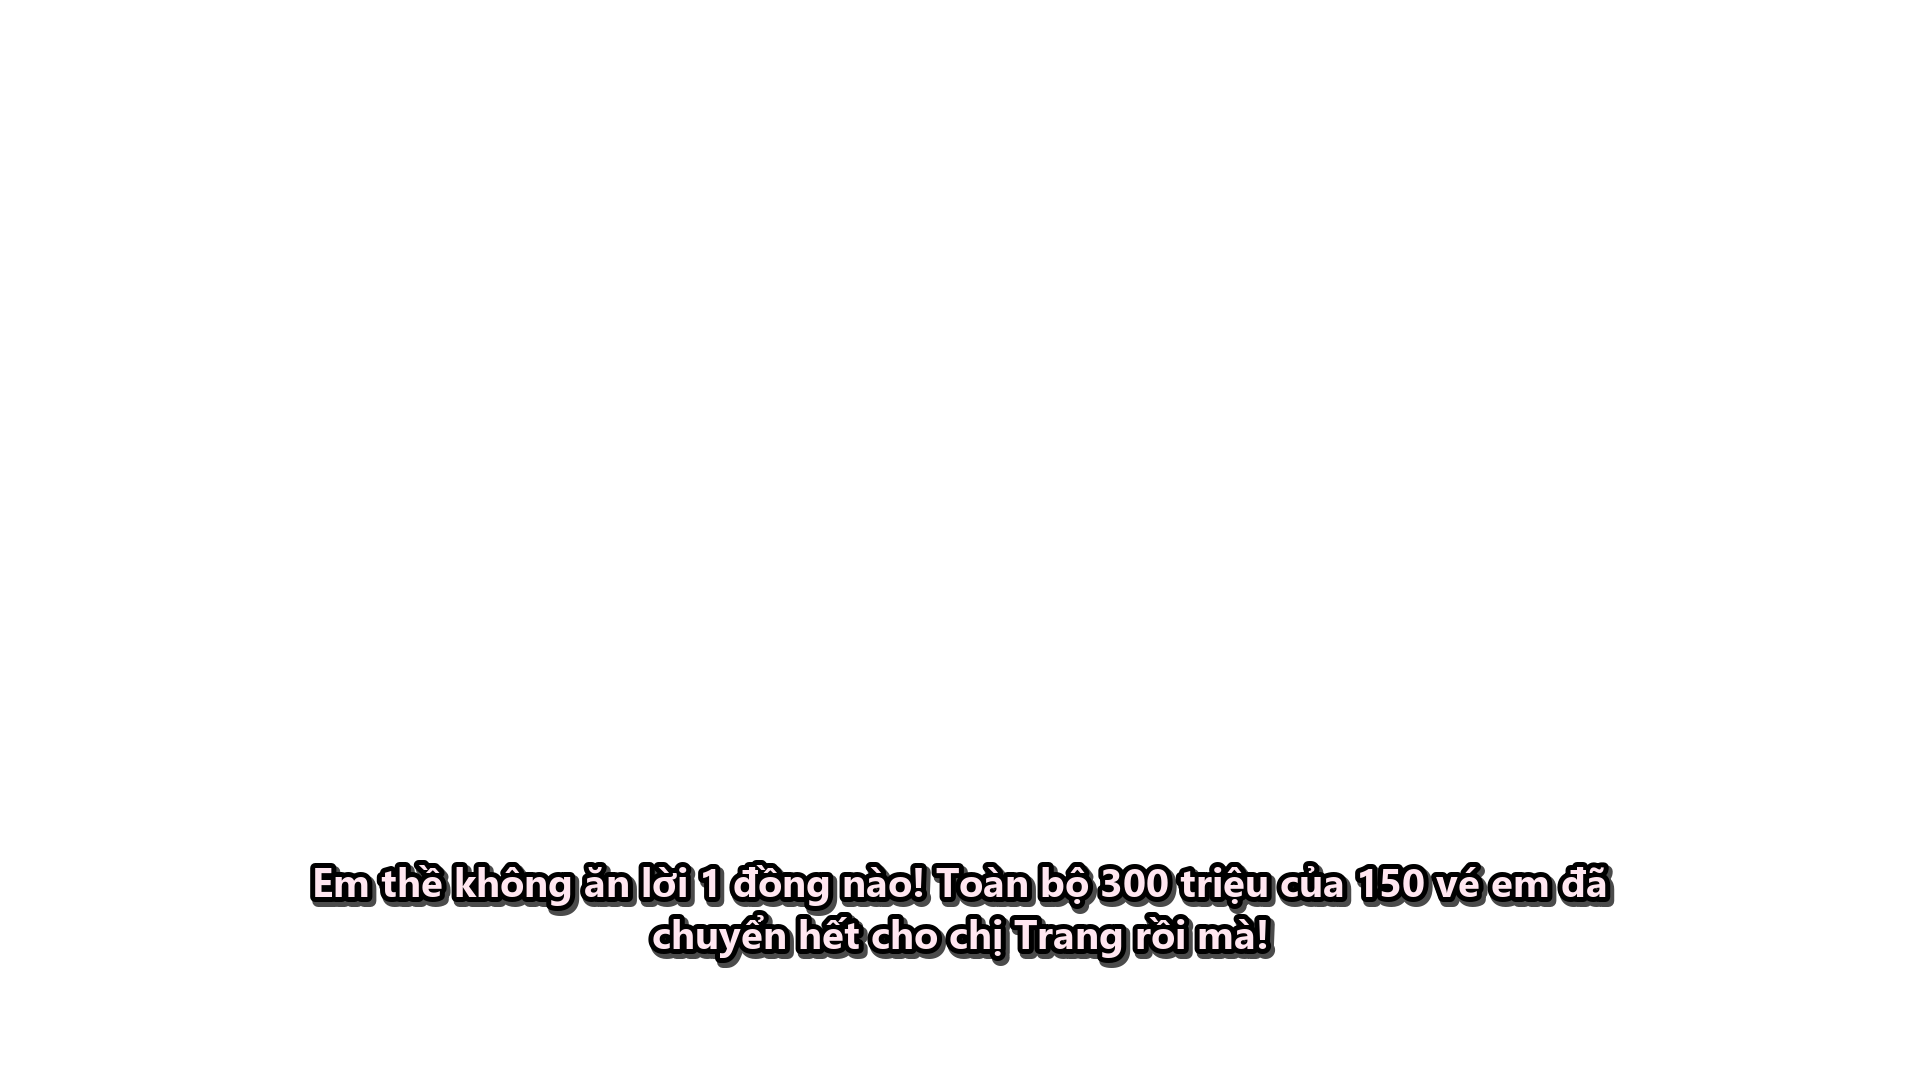 Em thề không ăn lời 1 đồng nào! Toàn bộ 300 triệu của 150 vé em đã
chuyển hết cho chị Trang rồi mà!